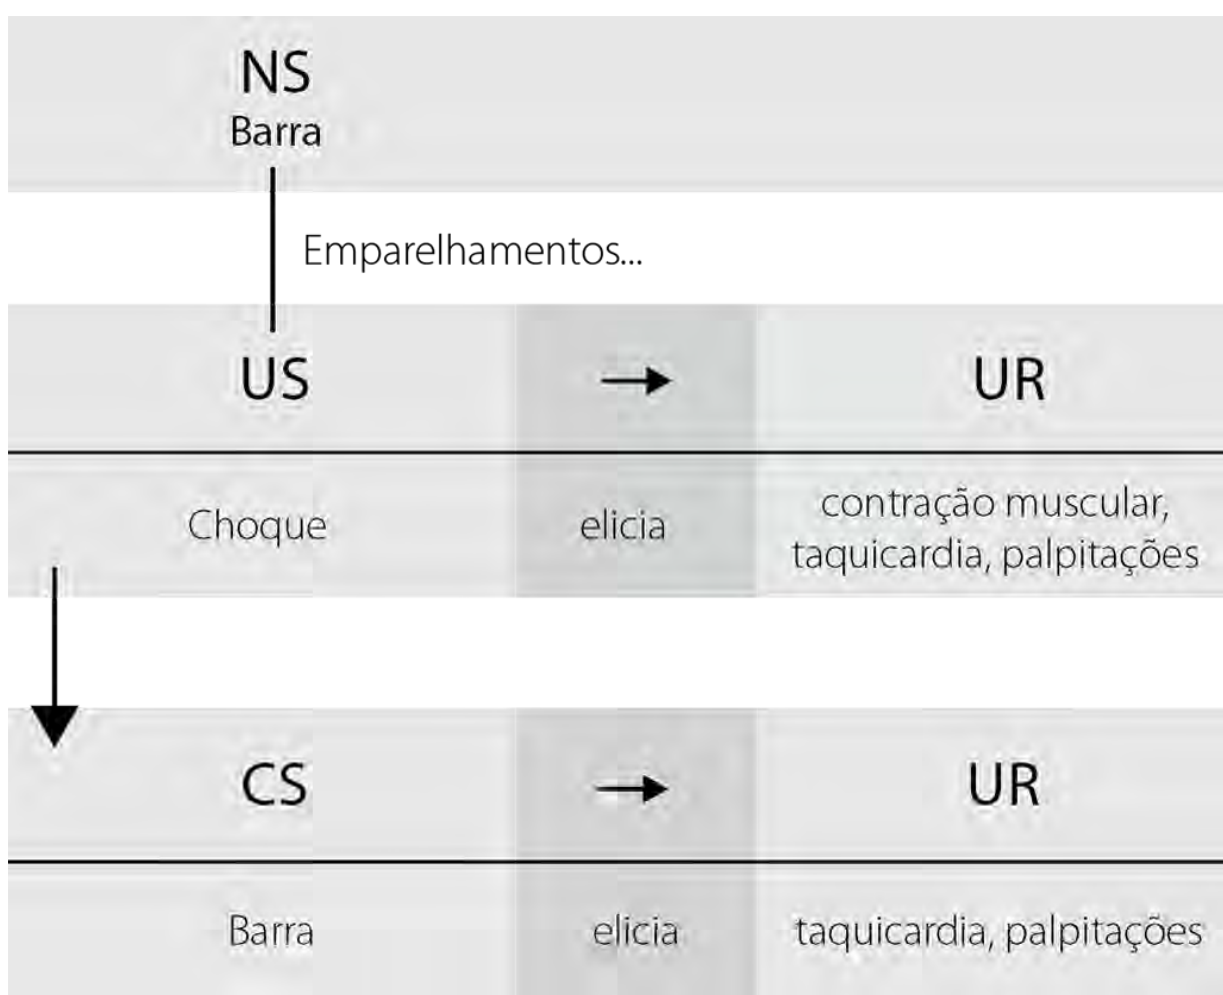 NS
Barra
Emparelhamentos...
US → UR
Choque elicia contração muscular,
taquicardia, palpitações
CS → UR
Barra elicia taquicardia, palpitações